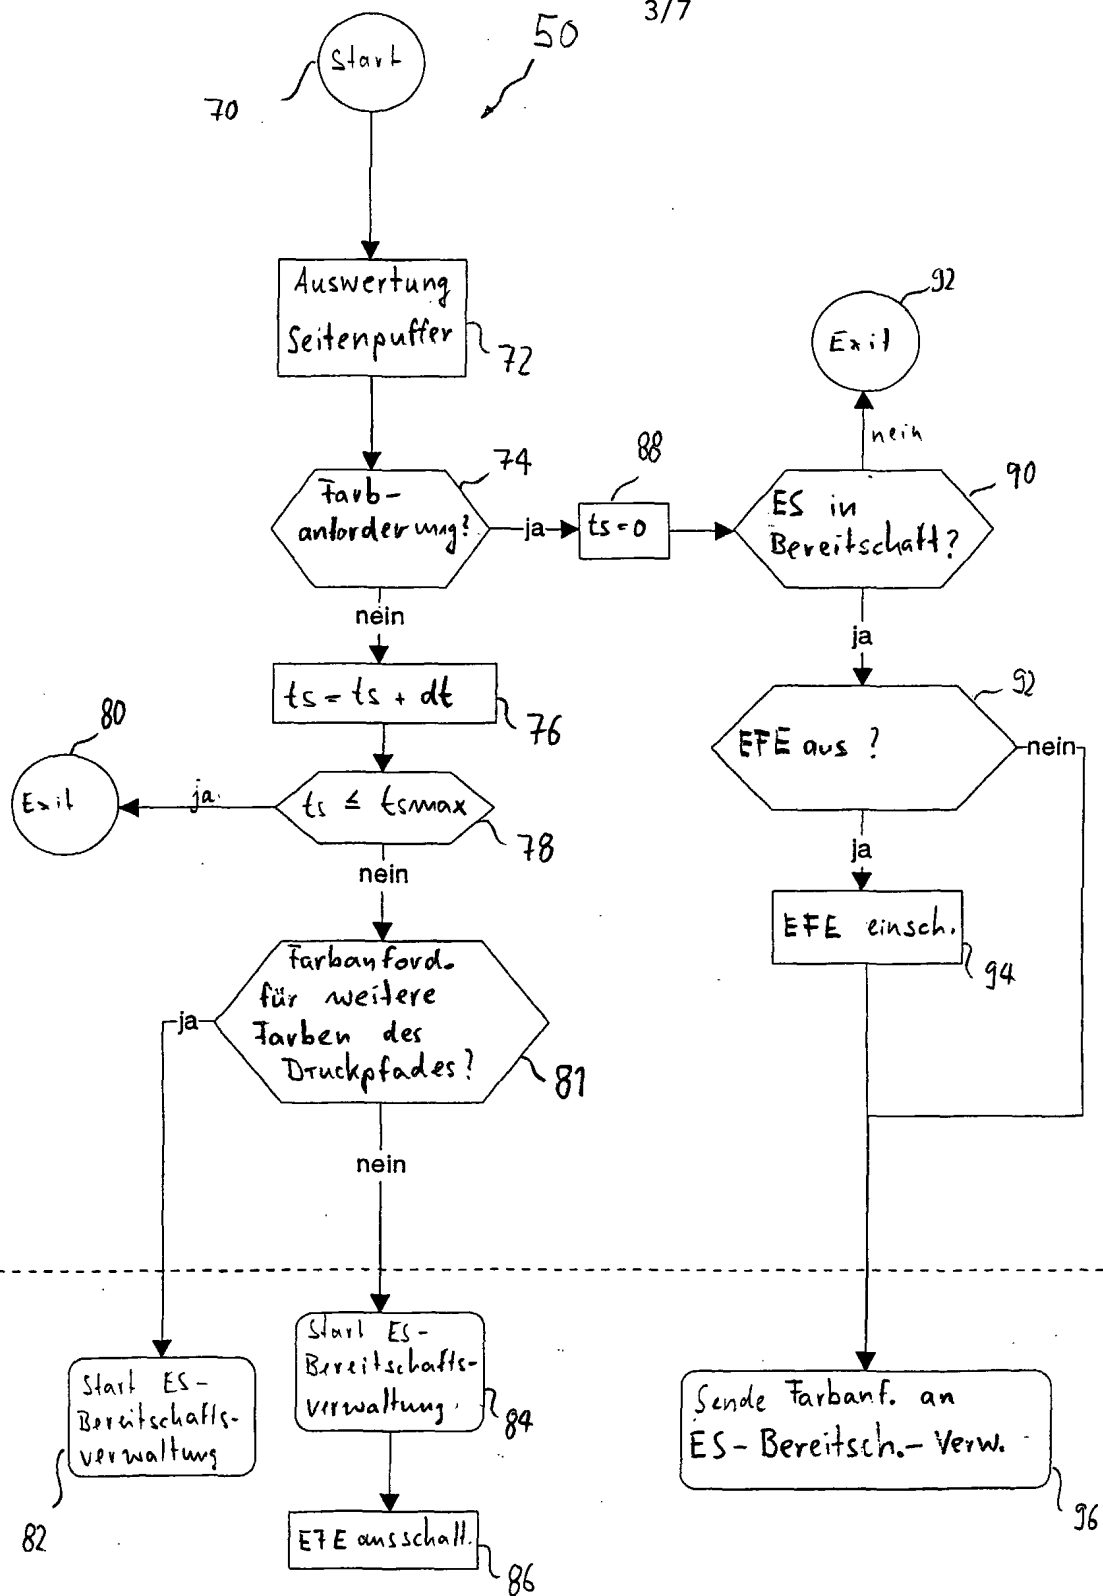 3/7
50
Start
70
Auswertung
Seitenpuffer
72
92
Exit
nein
74
Farb-
anforderung?
ja
88
ts = 0
90
ES in
Bereitschaft?
nein
ja
ts = ts + dt
76
92
EFE aus ?
nein
80
Exit
ja
ts ≤ tsmax
78
nein
ja
EFE einsch.
94
Farbanford.
für weitere
Farben des
Druckpfades?
81
ja
nein
Start ES-
Bereitschafts-
verwaltung
82
Start ES-
Bereitschafts-
verwaltung.
84
EFE ausschalt.
86
Sende Farbanf. an
ES-Bereitsch.-Verw.
96